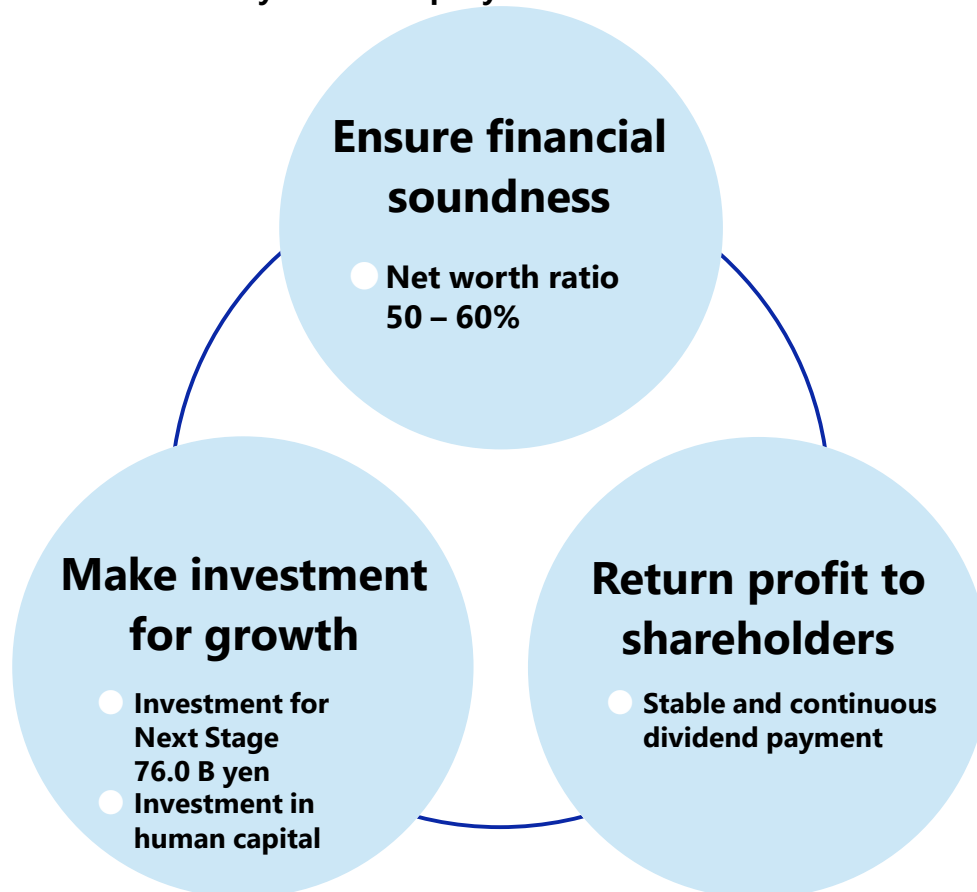 Ensure financial
soundness
Net worth ratio
50 – 60%
Make investment
for growth
Investment for
Next Stage
76.0 B yen
Investment in
human capital
Return profit to
shareholders
Stable and continuous
dividend payment